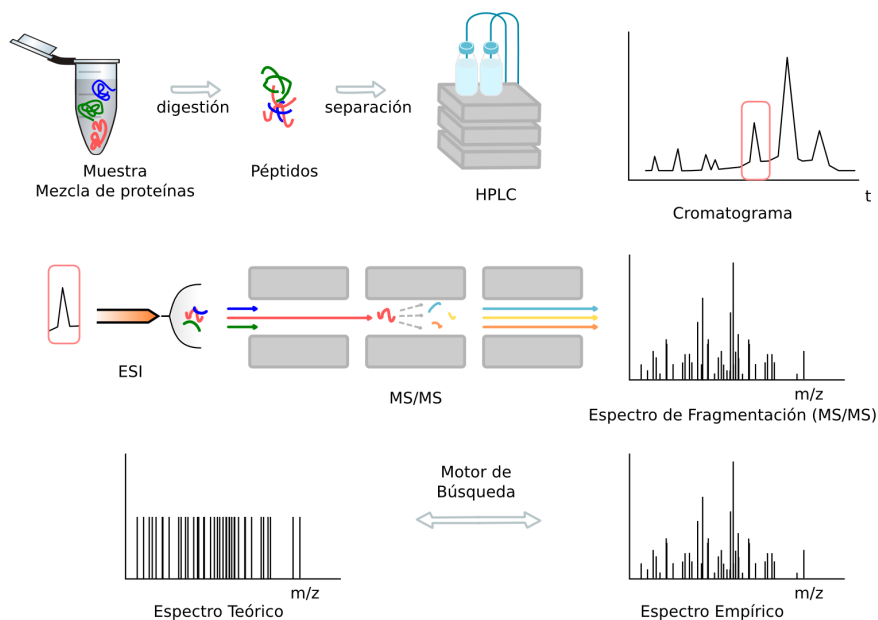 digestión
separación
Muestra
Mezcla de proteínas
Péptidos
HPLC
t
Cromatograma
ESI
MS/MS
m/z
Espectro de Fragmentación (MS/MS)
Motor de
Búsqueda
m/z
Espectro Teórico
m/z
Espectro Empírico